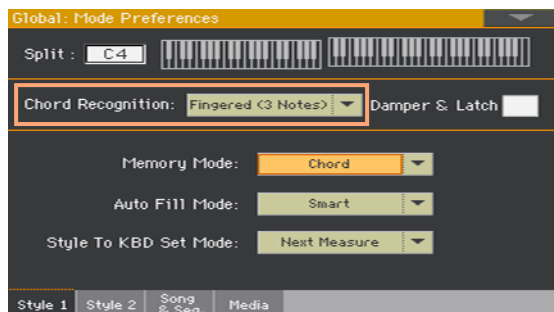 Global: Mode Preferences
Split : C4
Chord Recognition: Fingered (3 Notes) Damper & Latch
Memory Mode: Chord
Auto Fill Mode: Smart
Style To KBD Set Mode: Next Measure
Style 1 Style 2 Song & Seq. Media